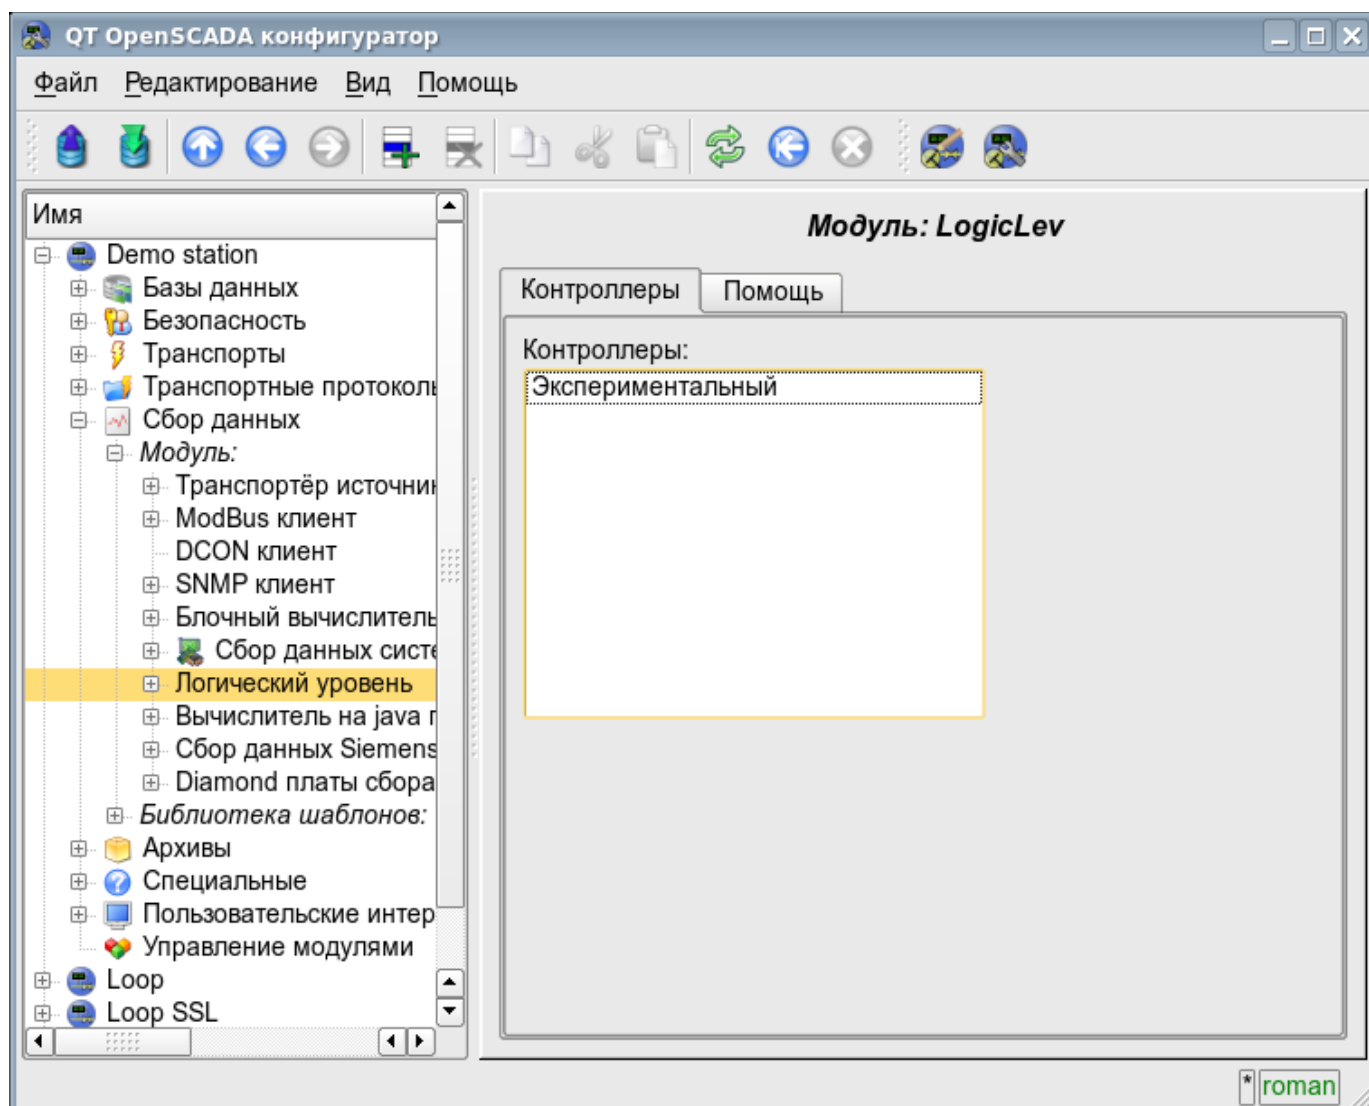 QT OpenSCADA конфигуратор
Файл Редактирование Вид Помощь
Имя
Demo station
Базы данных
Безопасность
Транспорты
Транспортные протоколы
Сбор данных
Модуль:
Транспортёр источник
ModBus клиент
DCON клиент
SNMP клиент
Блочный вычислитель
Сбор данных систе
Логический уровень
Вычислитель на java п
Сбор данных Siemens
Diamond платы сбора
Библиотека шаблонов:
Архивы
Специальные
Пользовательские интер
Управление модулями
Loop
Loop SSL
Модуль: LogicLev
Контроллеры Помощь
Контроллеры:
Экспериментальный
* roman